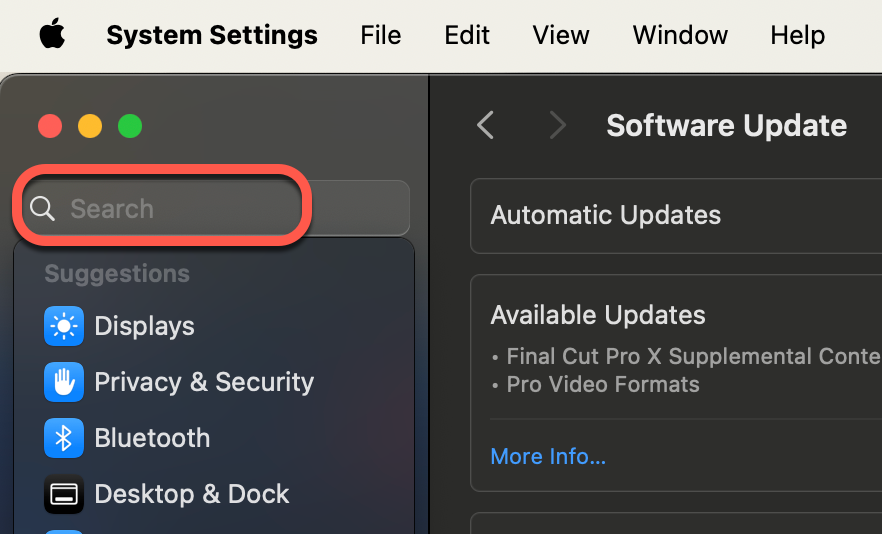 System Settings File Edit View Window Help
Software Update
Search
Suggestions
Displays
Privacy & Security
Bluetooth
Desktop & Dock
Automatic Updates
Available Updates
• Final Cut Pro X Supplemental Conte
• Pro Video Formats
More Info...